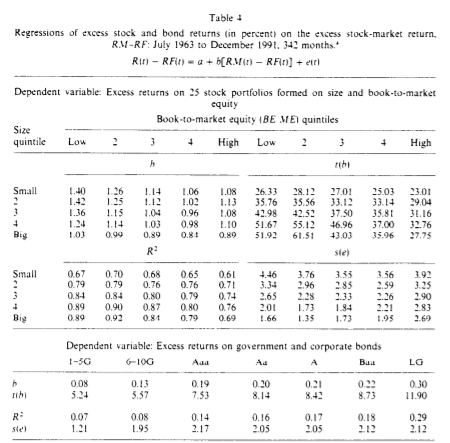 Table 4
Regressions of excess stock and bond returns (in percent) on the excess stock-market return,
RM-RF: July 1963 to December 1991, 342 months.ª
R(t) − RF(t) = a + b[RM(t) − RF(t)] + e(t)
Dependent variable: Excess returns on 25 stock portfolios formed on size and book-to-market
equity
Book-to-market equity (BE ME) quintiles
Size
quintile Low 2 3 4 High Low 2 3 4 High
b t(b)
Small 1.40 1.26 1.14 1.06 1.08 26.33 28.12 27.01 25.03 23.01
2 1.42 1.25 1.12 1.02 1.13 35.76 35.56 33.12 33.14 29.04
3 1.36 1.15 1.04 0.96 1.08 42.98 42.52 37.50 35.81 31.16
4 1.24 1.14 1.03 0.98 1.10 51.67 55.12 46.96 37.00 32.76
Big 1.03 0.99 0.89 0.84 0.89 51.92 61.51 43.03 35.96 27.75
R² s(e)
Small 0.67 0.70 0.68 0.65 0.61 4.46 3.76 3.55 3.56 3.92
2 0.79 0.79 0.76 0.76 0.71 3.34 2.96 2.85 2.59 3.25
3 0.84 0.84 0.80 0.79 0.74 2.65 2.28 2.33 2.26 2.90
4 0.89 0.90 0.87 0.80 0.76 2.01 1.73 1.84 2.21 2.83
Big 0.89 0.92 0.84 0.79 0.69 1.66 1.35 1.73 1.95 2.69
Dependent variable: Excess returns on government and corporate bonds
1-5G 6-10G Aaa Aa A Baa LG
b 0.08 0.13 0.19 0.20 0.21 0.22 0.30
t(b) 5.24 5.57 7.53 8.14 8.42 8.73 11.90
R² 0.07 0.08 0.14 0.16 0.17 0.18 0.29
s(e) 1.21 1.95 2.17 2.05 2.05 2.12 2.12